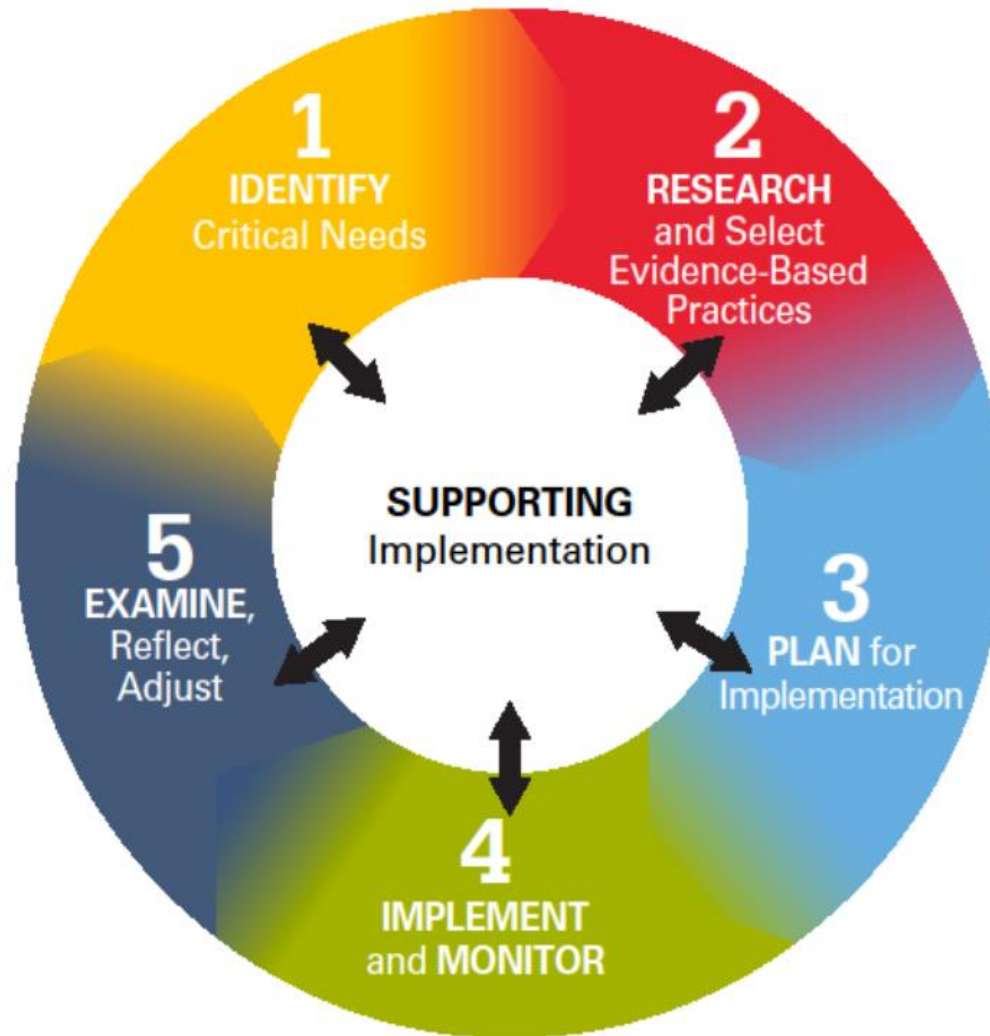 1
IDENTIFY
Critical Needs
2
RESEARCH
and Select
Evidence-Based
Practices
3
PLAN for
Implementation
4
IMPLEMENT
and MONITOR
5
EXAMINE,
Reflect,
Adjust
SUPPORTING
Implementation